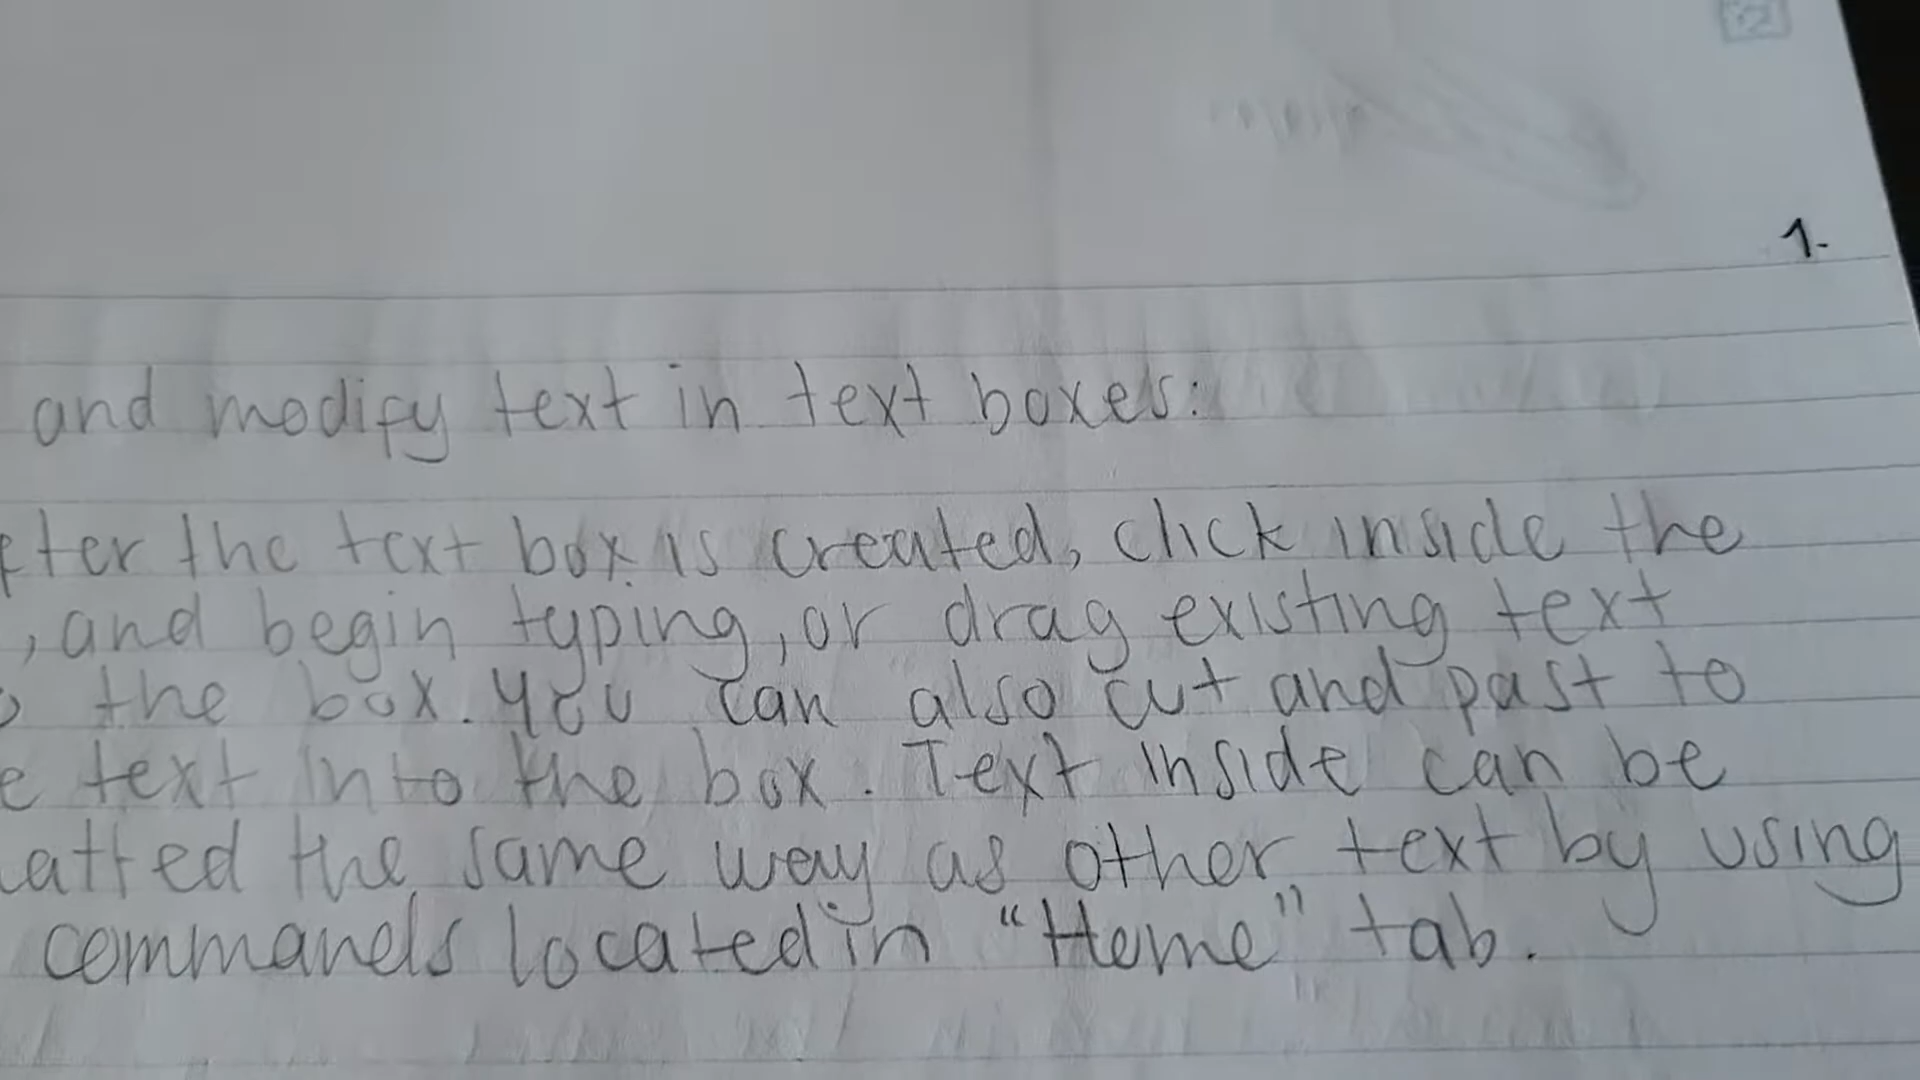 1.
and modify text in text boxes:
fter the text box is created, click inside the
, and begin typing, or drag existing text
the box. You can also cut and past to
e text into the box. Text inside can be
atted the same way as other text by using
commands located in "Home" tab.